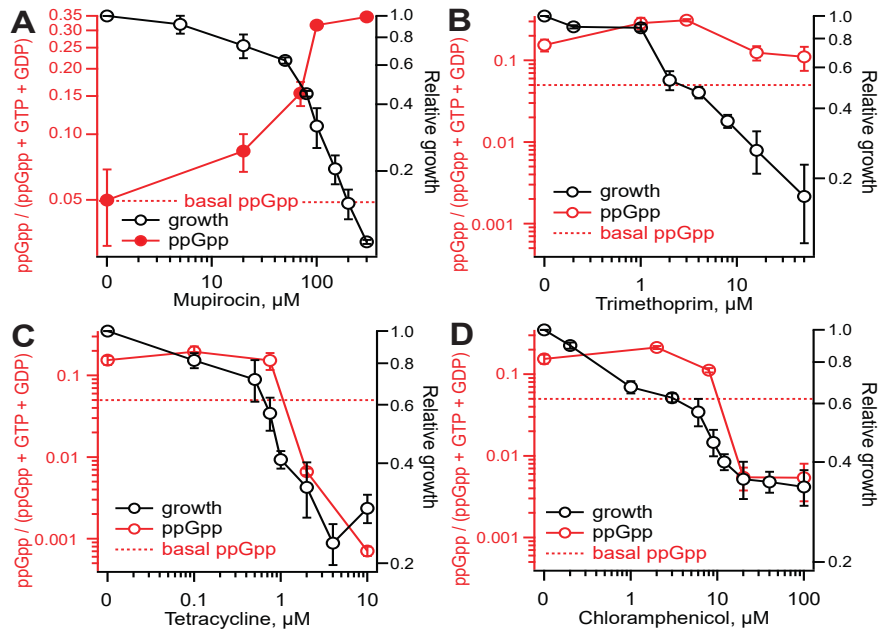 A
ppGpp / (ppGpp + GTP + GDP)
0.35
0.30
0.25
0.20
0.15
0.10
0.05
1.0
0.8
0.6
0.4
0.2
Relative growth
basal ppGpp
growth
ppGpp
0 10 100
Mupirocin, µM
B
ppGpp / (ppGpp + GTP + GDP)
0.1
0.01
0.001
1.0
0.8
0.6
0.4
0.2
Relative growth
growth
ppGpp
basal ppGpp
0 1 10
Trimethoprim, µM
C
ppGpp / (ppGpp + GTP + GDP)
0.1
0.01
0.001
1.0
0.8
0.6
0.4
0.2
Relative growth
growth
ppGpp
basal ppGpp
0 0.1 1 10
Tetracycline, µM
D
ppGpp / (ppGpp + GTP + GDP)
0.1
0.01
0.001
1.0
0.8
0.6
0.4
0.2
Relative growth
growth
ppGpp
basal ppGpp
0 1 10 100
Chloramphenicol, µM